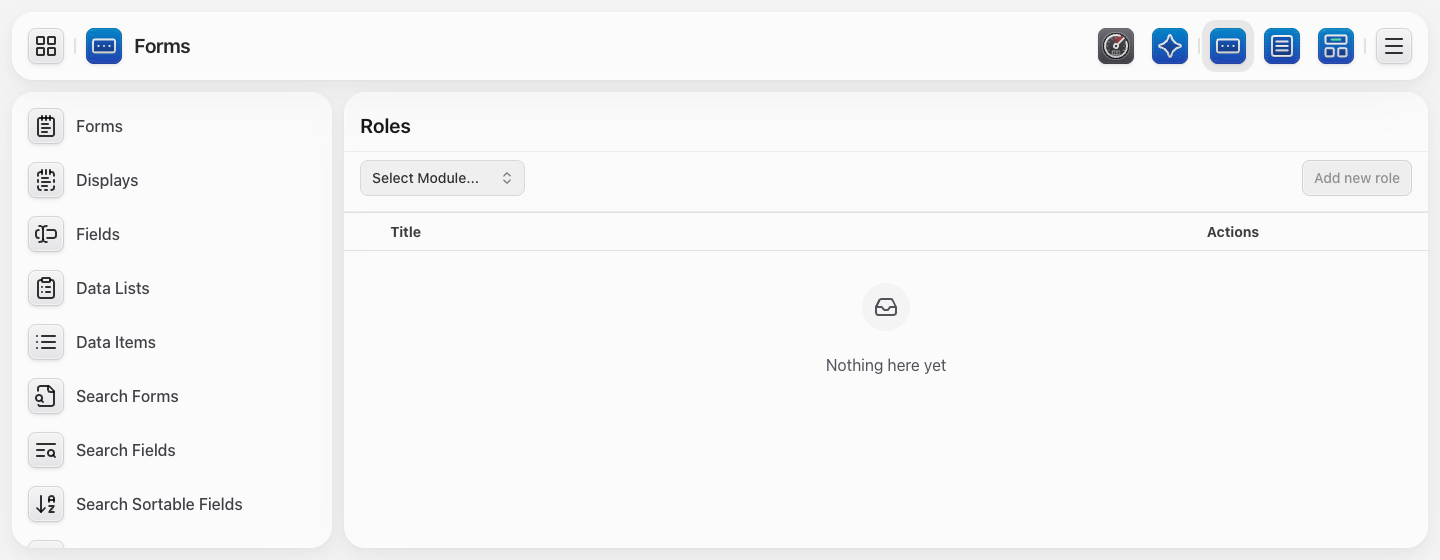 Forms
Forms
Displays
Fields
Data Lists
Data Items
Search Forms
Search Fields
Search Sortable Fields
Roles
Select Module...
Add new role
Title
Actions
Nothing here yet